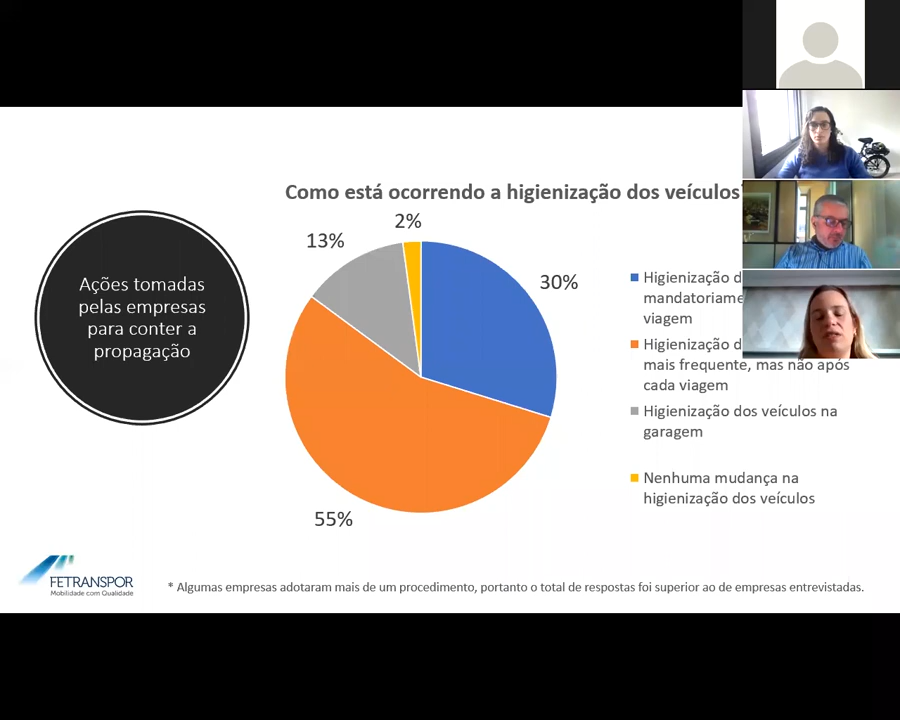 Como está ocorrendo a higienização dos veículos
2%
13%
30%
55%
Ações tomadas
pelas empresas
para conter a
propagação
Higienização
mandatoriame
viagem
Higienização
mais frequente, mas não após
cada viagem
Higienização dos veículos na
garagem
Nenhuma mudança na
higienização dos veículos
FETRANSPOR
Mobilidade com Qualidade
* Algumas empresas adotaram mais de um procedimento, portanto o total de respostas foi superior ao de empresas entrevistadas.